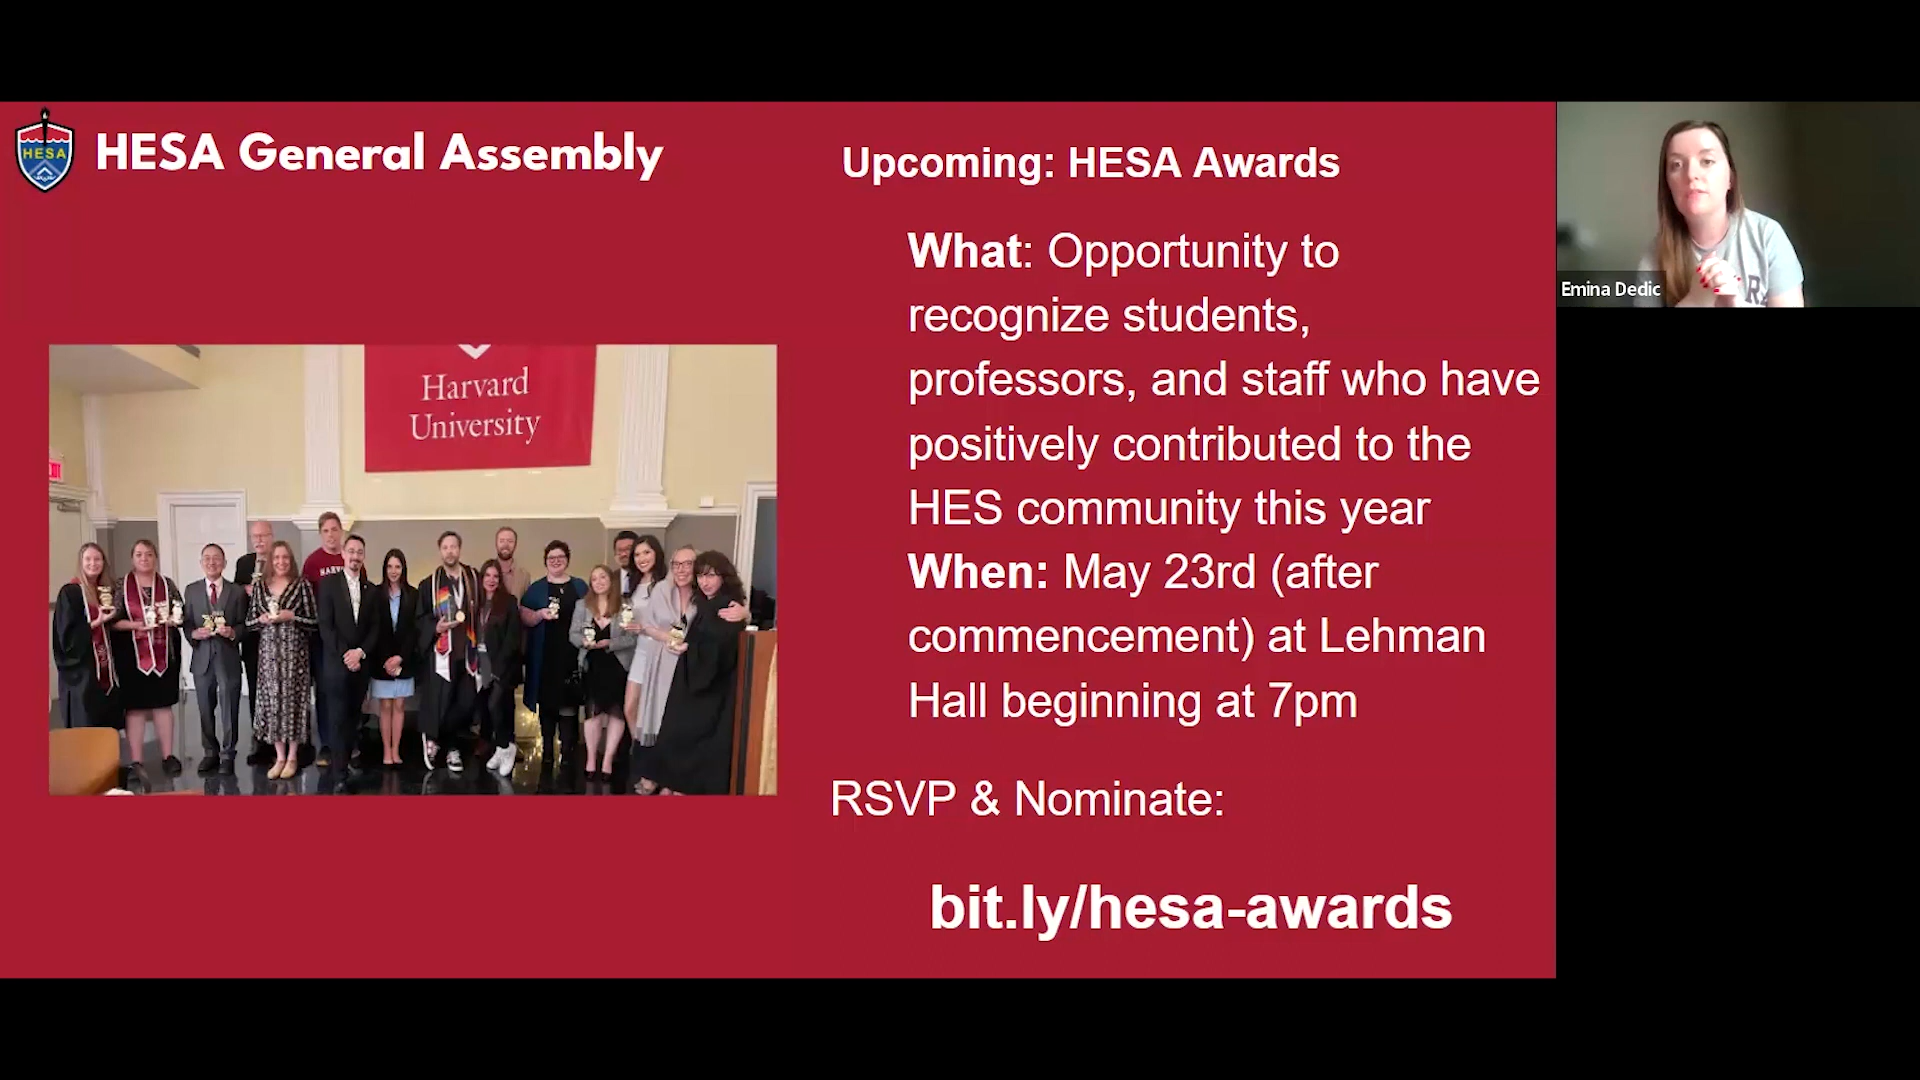 HESA
HESA General Assembly
Harvard
University
Upcoming: HESA Awards
What: Opportunity to
recognize students,
professors, and staff who have
positively contributed to the
HES community this year
When: May 23rd (after
commencement) at Lehman
Hall beginning at 7pm
RSVP & Nominate:
bit.ly/hesa-awards
Emina Dedic